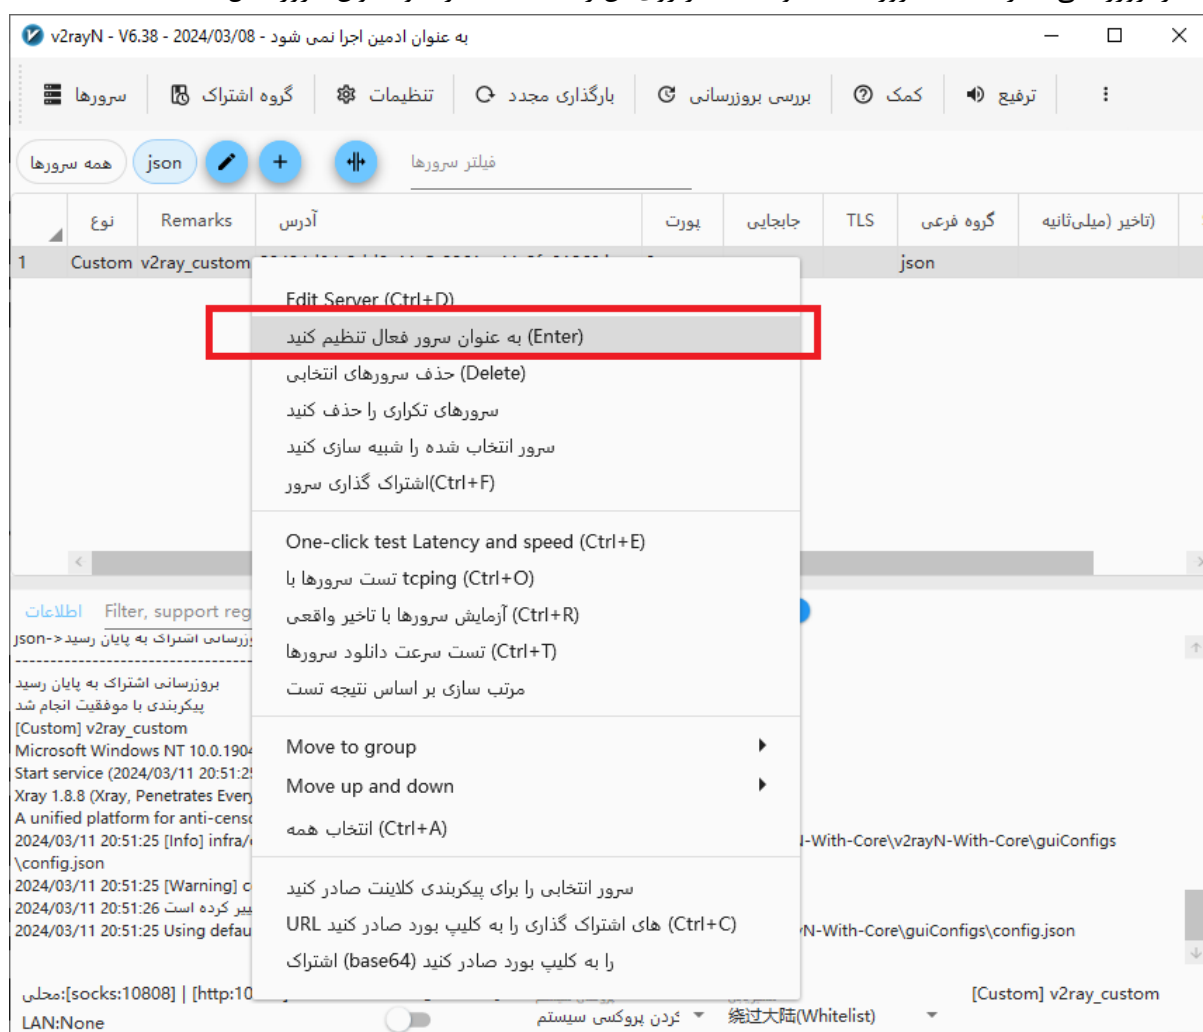 v2rayN - V6.38 - 2024/03/08 - به عنوان ادمین اجرا نمی شود
سرورها
گروه اشتراک
تنظیمات
بارگذاری مجدد
بررسی بروزرسانی
کمک
ترفیع
همه سرورها
json
فیلتر سرورها
نوع
Remarks
آدرس
پورت
جابجایی
TLS
گروه فرعی
(تاخیر (میلی‌ثانیه
1 Custom v2ray_custom json
Edit Server (Ctrl+D)
به عنوان سرور فعال تنظیم کنید (Enter)
حذف سرورهای انتخابی (Delete)
سرورهای تکراری را حذف کنید
سرور انتخاب شده را شبیه سازی کنید
اشتراک گذاری سرور(Ctrl+F)
One-click test Latency and speed (Ctrl+E)
تست سرورها با tcping (Ctrl+O)
آزمایش سرورها با تاخیر واقعی (Ctrl+R)
تست سرعت دانلود سرورها (Ctrl+T)
مرتب سازی بر اساس نتیجه تست
Move to group
Move up and down
انتخاب همه (Ctrl+A)
سرور انتخابی را برای پیکربندی کلاینت صادر کنید
URL های اشتراک گذاری را به کلیپ بورد صادر کنید (Ctrl+C)
اشتراک (base64) را به کلیپ بورد صادر کنید
اطلاعات
Filter, support reg
اشتراک به پایان رسید<-json
بروزرسانی اشتراک به پایان رسید
پیکربندی با موفقیت انجام شد
[Custom] v2ray_custom
Microsoft Windows NT 10.0.1904
Start service (2024/03/11 20:51:2
Xray 1.8.8 (Xray, Penetrates Every
A unified platform for anti-cens
2024/03/11 20:51:25 [Info] infra/ -With-Core\v2rayN-With-Core\guiConfigs
\config.json
2024/03/11 20:51:25 [Warning] c
2024/03/11 20:51:26 کرده است
2024/03/11 20:51:25 Using defau N-With-Core\guiConfigs\config.json
محلی:[socks:10808] | [http:10
[Custom] v2ray_custom
LAN:None
کردن پروکسی سیستم
绕过大陆(Whitelist)